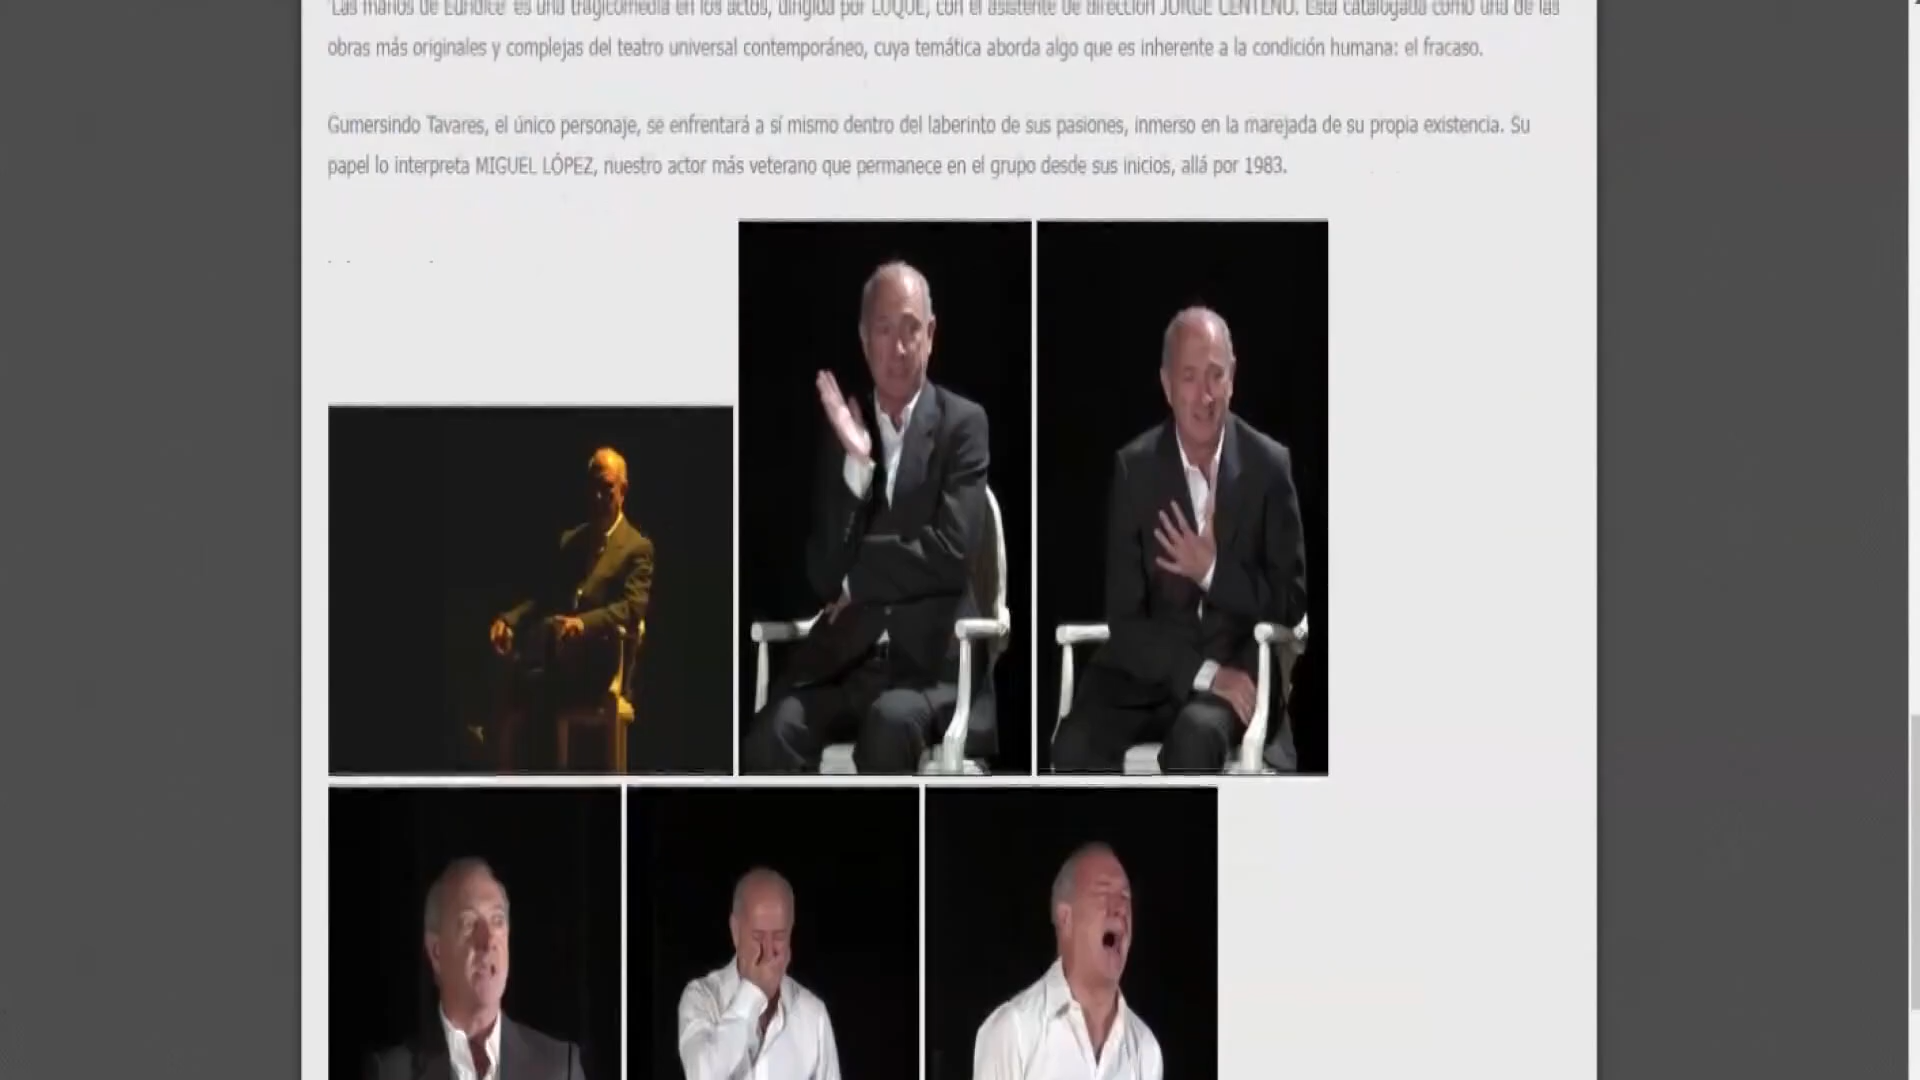 'Las manos de Eurídice' es una tragicomedia en dos actos, dirigida por LUQUE, con el asistente de dirección JORGE CENTENO. Está catalogada como una de las
obras más originales y complejas del teatro universal contemporáneo, cuya temática aborda algo que es inherente a la condición humana: el fracaso.
Gumersindo Tavares, el único personaje, se enfrentará a sí mismo dentro del laberinto de sus pasiones, inmerso en la marejada de su propia existencia. Su
papel lo interpreta MIGUEL LÓPEZ, nuestro actor más veterano que permanece en el grupo desde sus inicios, allá por 1983.